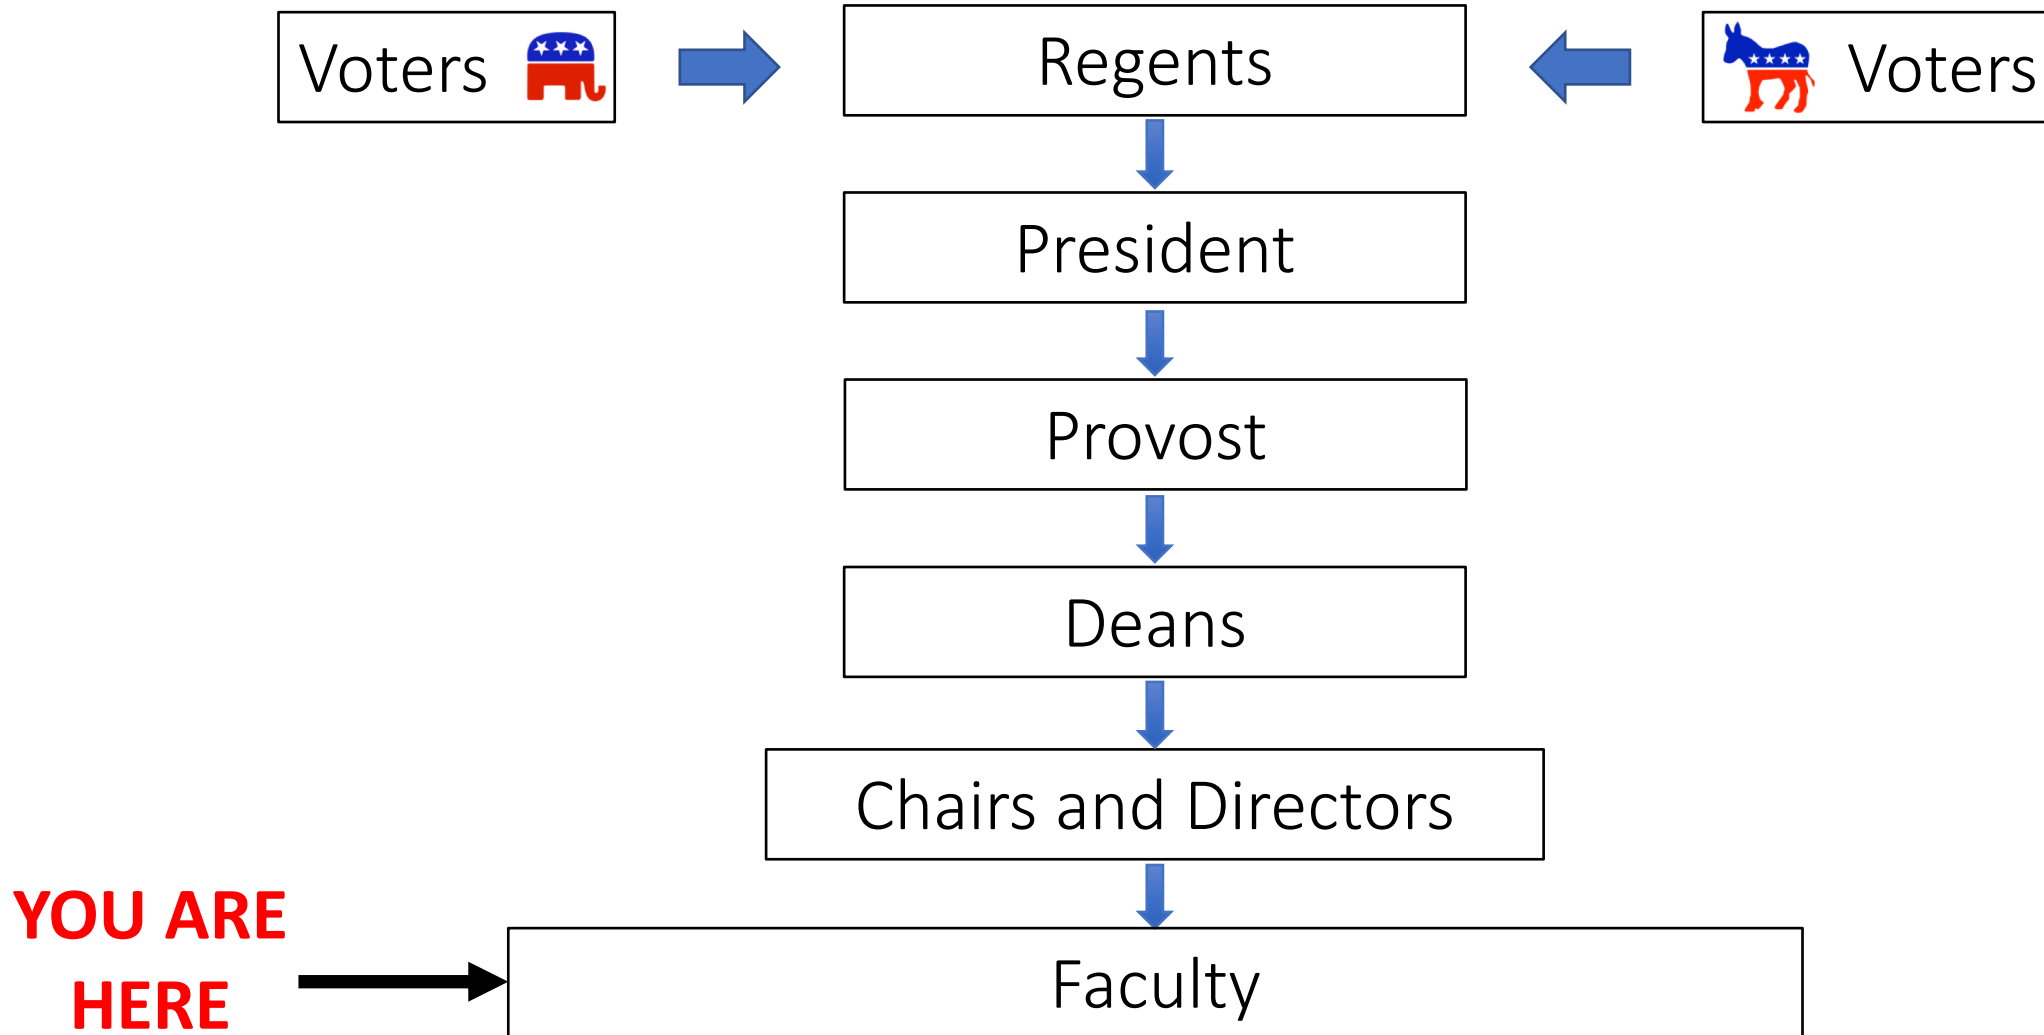 Voters
Regents
Voters
President
Provost
Deans
Chairs and Directors
YOU ARE
HERE
Faculty